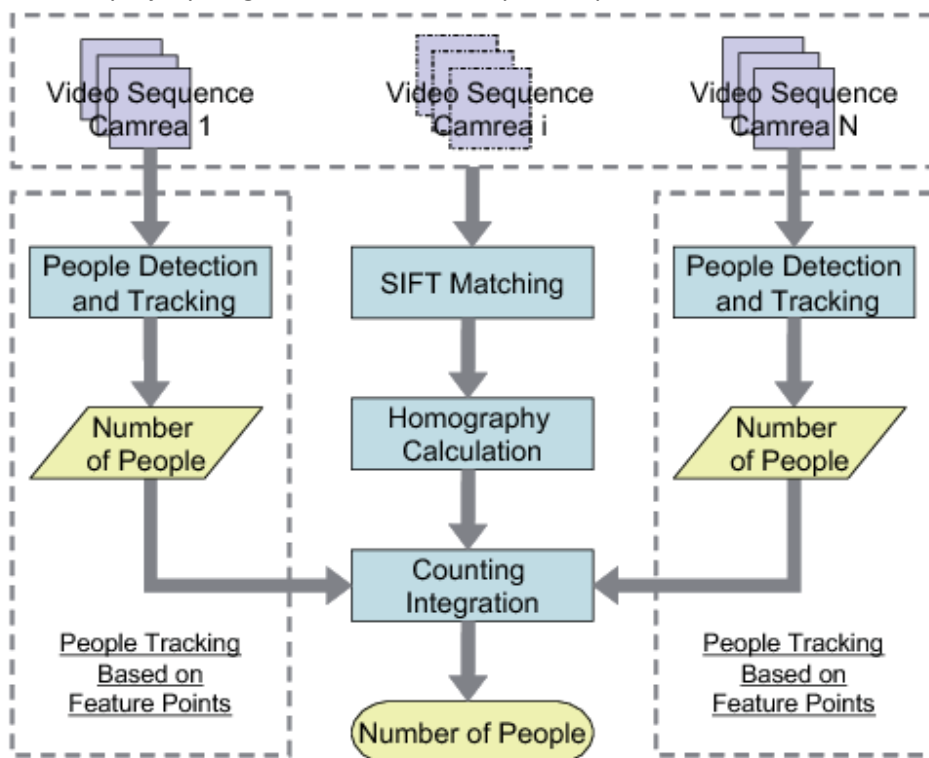 Video Sequence
Camrea 1
Video Sequence
Camrea i
Video Sequence
Camrea N
People Detection
and Tracking
SIFT Matching
People Detection
and Tracking
Number
of People
Homography
Calculation
Number
of People
Counting
Integration
People Tracking
Based on
Feature Points
People Tracking
Based on
Feature Points
Number of People